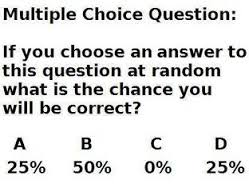 Multiple Choice Question:
If you choose an answer to
this question at random
what is the chance you
will be correct?
A B C D
25% 50% 0% 25%